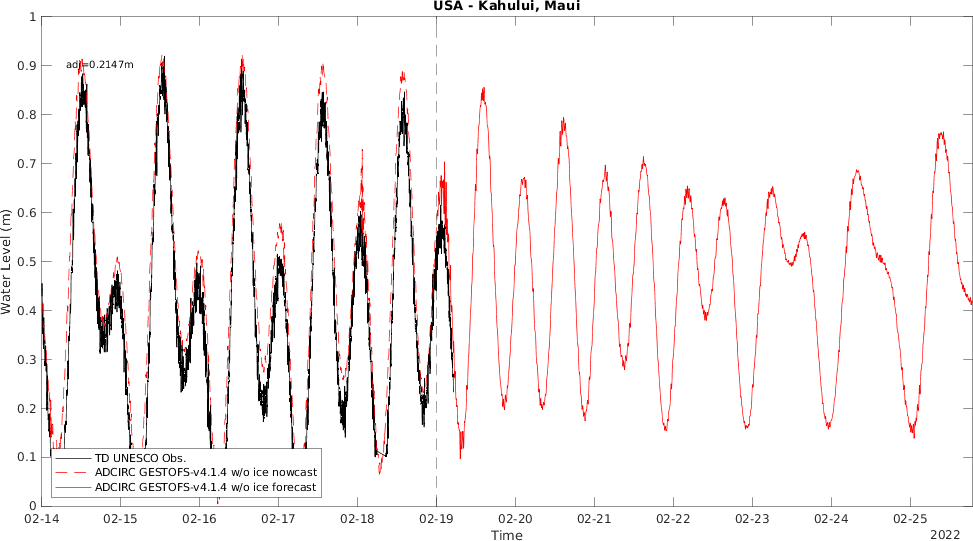 USA - Kahului, Maui
1
0.9
0.8
0.7
0.6
0.5
0.4
0.3
0.2
0.1
0
Water Level (m)
adj=0.2147m
TD UNESCO Obs.
ADCIRC GESTOFS-v4.1.4 w/o ice nowcast
ADCIRC GESTOFS-v4.1.4 w/o ice forecast
02-14 02-15 02-16 02-17 02-18 02-19 02-20 02-21 02-22 02-23 02-24 02-25
Time
2022